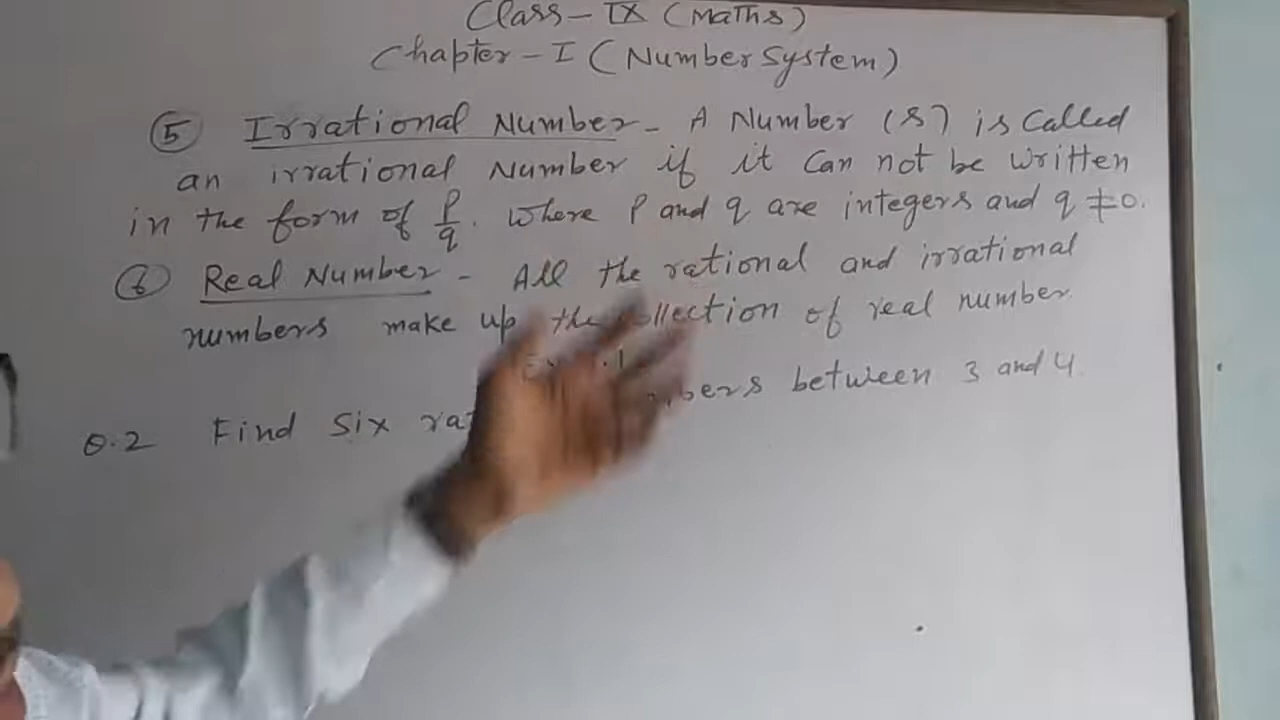 Class - IX (Maths)
Chapter - I (Number System)
⑤ Irrational Number - A Number (S) is Called
an irrational Number if it Can not be written
in the form of p/q. where p and q are integers and q ≠ 0.
⑥ Real Number - All the rational and irrational
numbers make up the collection of real number.
Q.2 Find Six between 3 and 4.